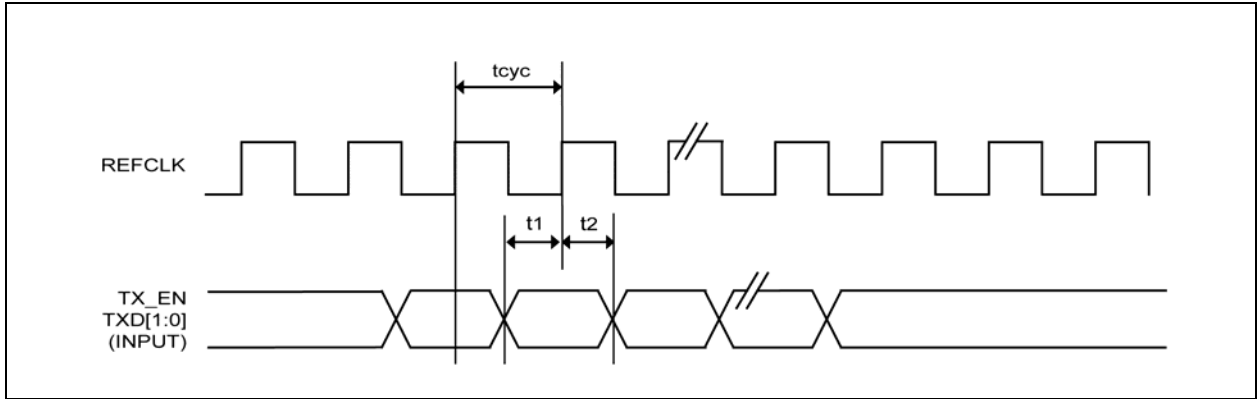 tcyc
REFCLK
t1 t2
TX_EN
TXD[1:0]
(INPUT)